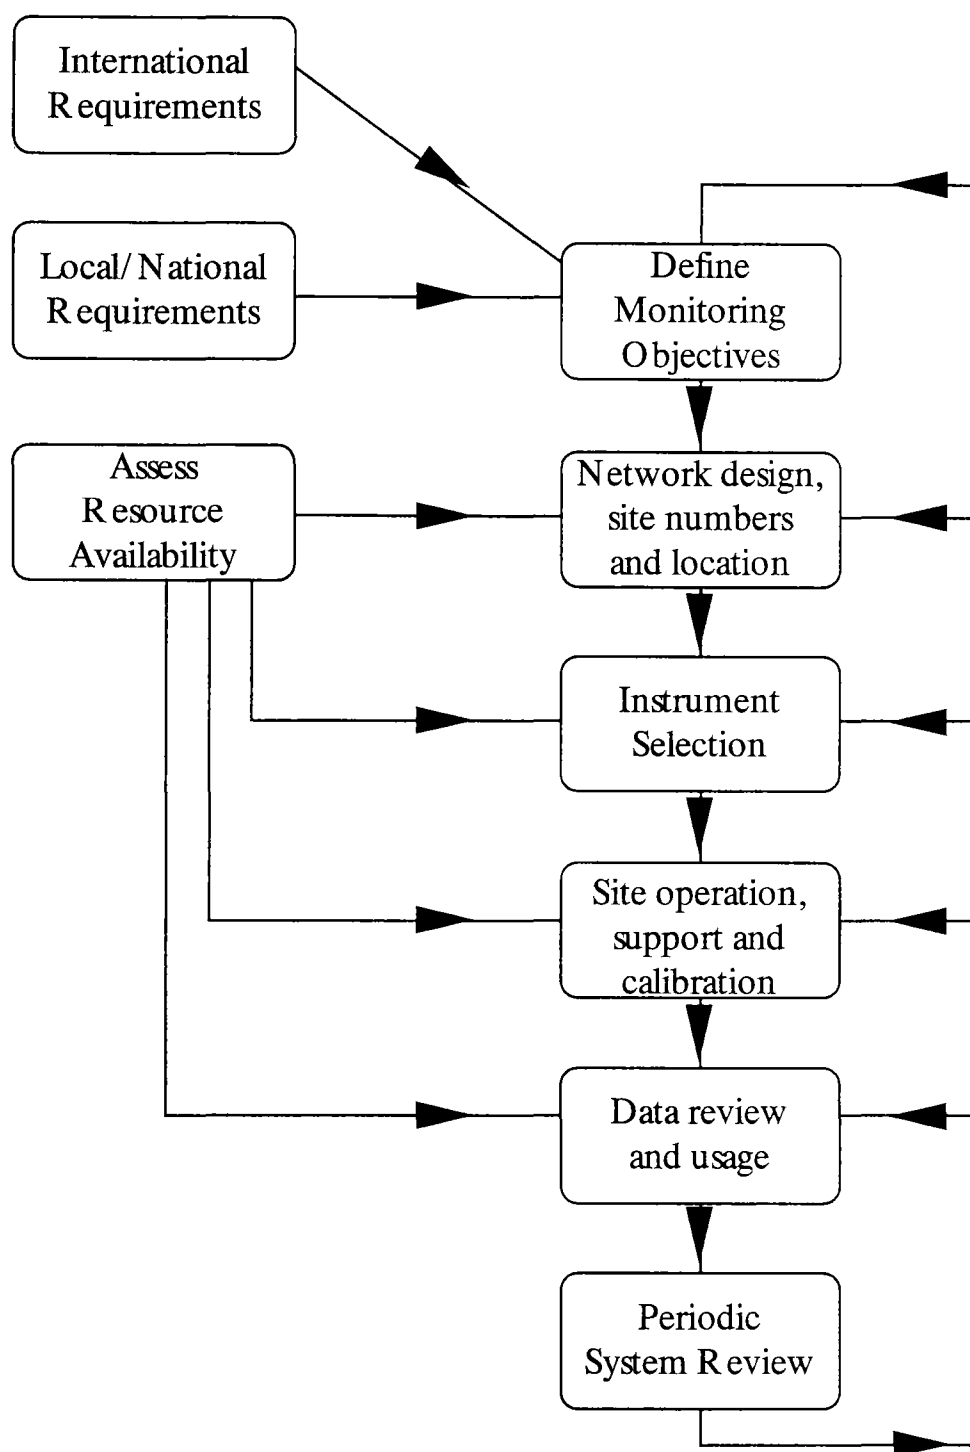 International
Requirements
Local/ National
Requirements
Define
Monitoring
Objectives
Assess
Resource
Availability
Network design,
site numbers
and location
Instrument
Selection
Site operation,
support and
calibration
Data review
and usage
Periodic
System Review